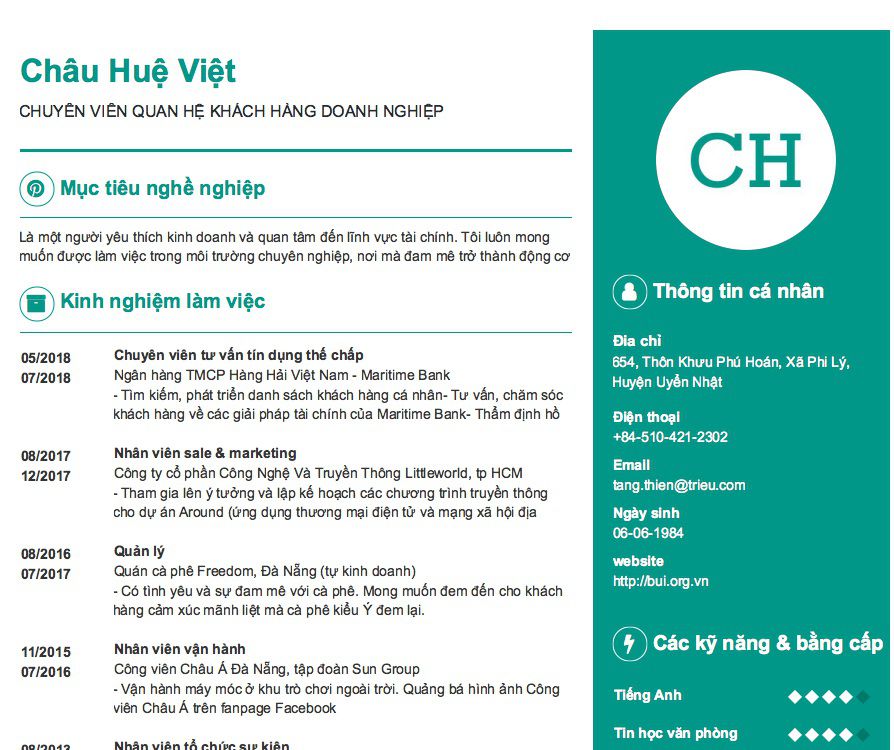 Châu Huệ Việt
CHUYÊN VIÊN QUAN HỆ KHÁCH HÀNG DOANH NGHIỆP
Mục tiêu nghề nghiệp
Là một người yêu thích kinh doanh và quan tâm đến lĩnh vực tài chính. Tôi luôn mong
muốn được làm việc trong môi trường chuyên nghiệp, nơi mà đam mê trở thành động cơ
Kinh nghiệm làm việc
05/2018
07/2018
Chuyên viên tư vấn tín dụng thế chấp
Ngân hàng TMCP Hàng Hải Việt Nam - Maritime Bank
- Tìm kiếm, phát triển danh sách khách hàng cá nhân- Tư vấn, chăm sóc
khách hàng về các giải pháp tài chính của Maritime Bank- Thẩm định hồ
08/2017
12/2017
Nhân viên sale & marketing
Công ty cổ phần Công Nghệ Và Truyền Thông Littleworld, tp HCM
- Tham gia lên ý tưởng và lập kế hoạch các chương trình truyền thông
cho dự án Around (ứng dụng thương mại điện tử và mạng xã hội địa
08/2016
07/2017
Quản lý
Quán cà phê Freedom, Đà Nẵng (tự kinh doanh)
- Có tình yêu và sự đam mê với cà phê. Mong muốn đem đến cho khách
hàng cảm xúc mãnh liệt mà cà phê kiểu Ý đem lại.
11/2015
07/2016
Nhân viên vận hành
Công viên Châu Á Đà Nẵng, tập đoàn Sun Group
- Vận hành máy móc ở khu trò chơi ngoài trời. Quảng bá hình ảnh Công
viên Châu Á trên fanpage Facebook
08/2013
Nhân viên tổ chức sự kiện
CH
Thông tin cá nhân
Địa chỉ
654, Thôn Khưu Phú Hoán, Xã Phi Lý,
Huyện Uyển Nhật
Điện thoại
+84-510-421-2302
Email
tang.thien@trieu.com
Ngày sinh
06-06-1984
website
http://bui.org.vn
Các kỹ năng & bằng cấp
Tiếng Anh
Tin học văn phòng